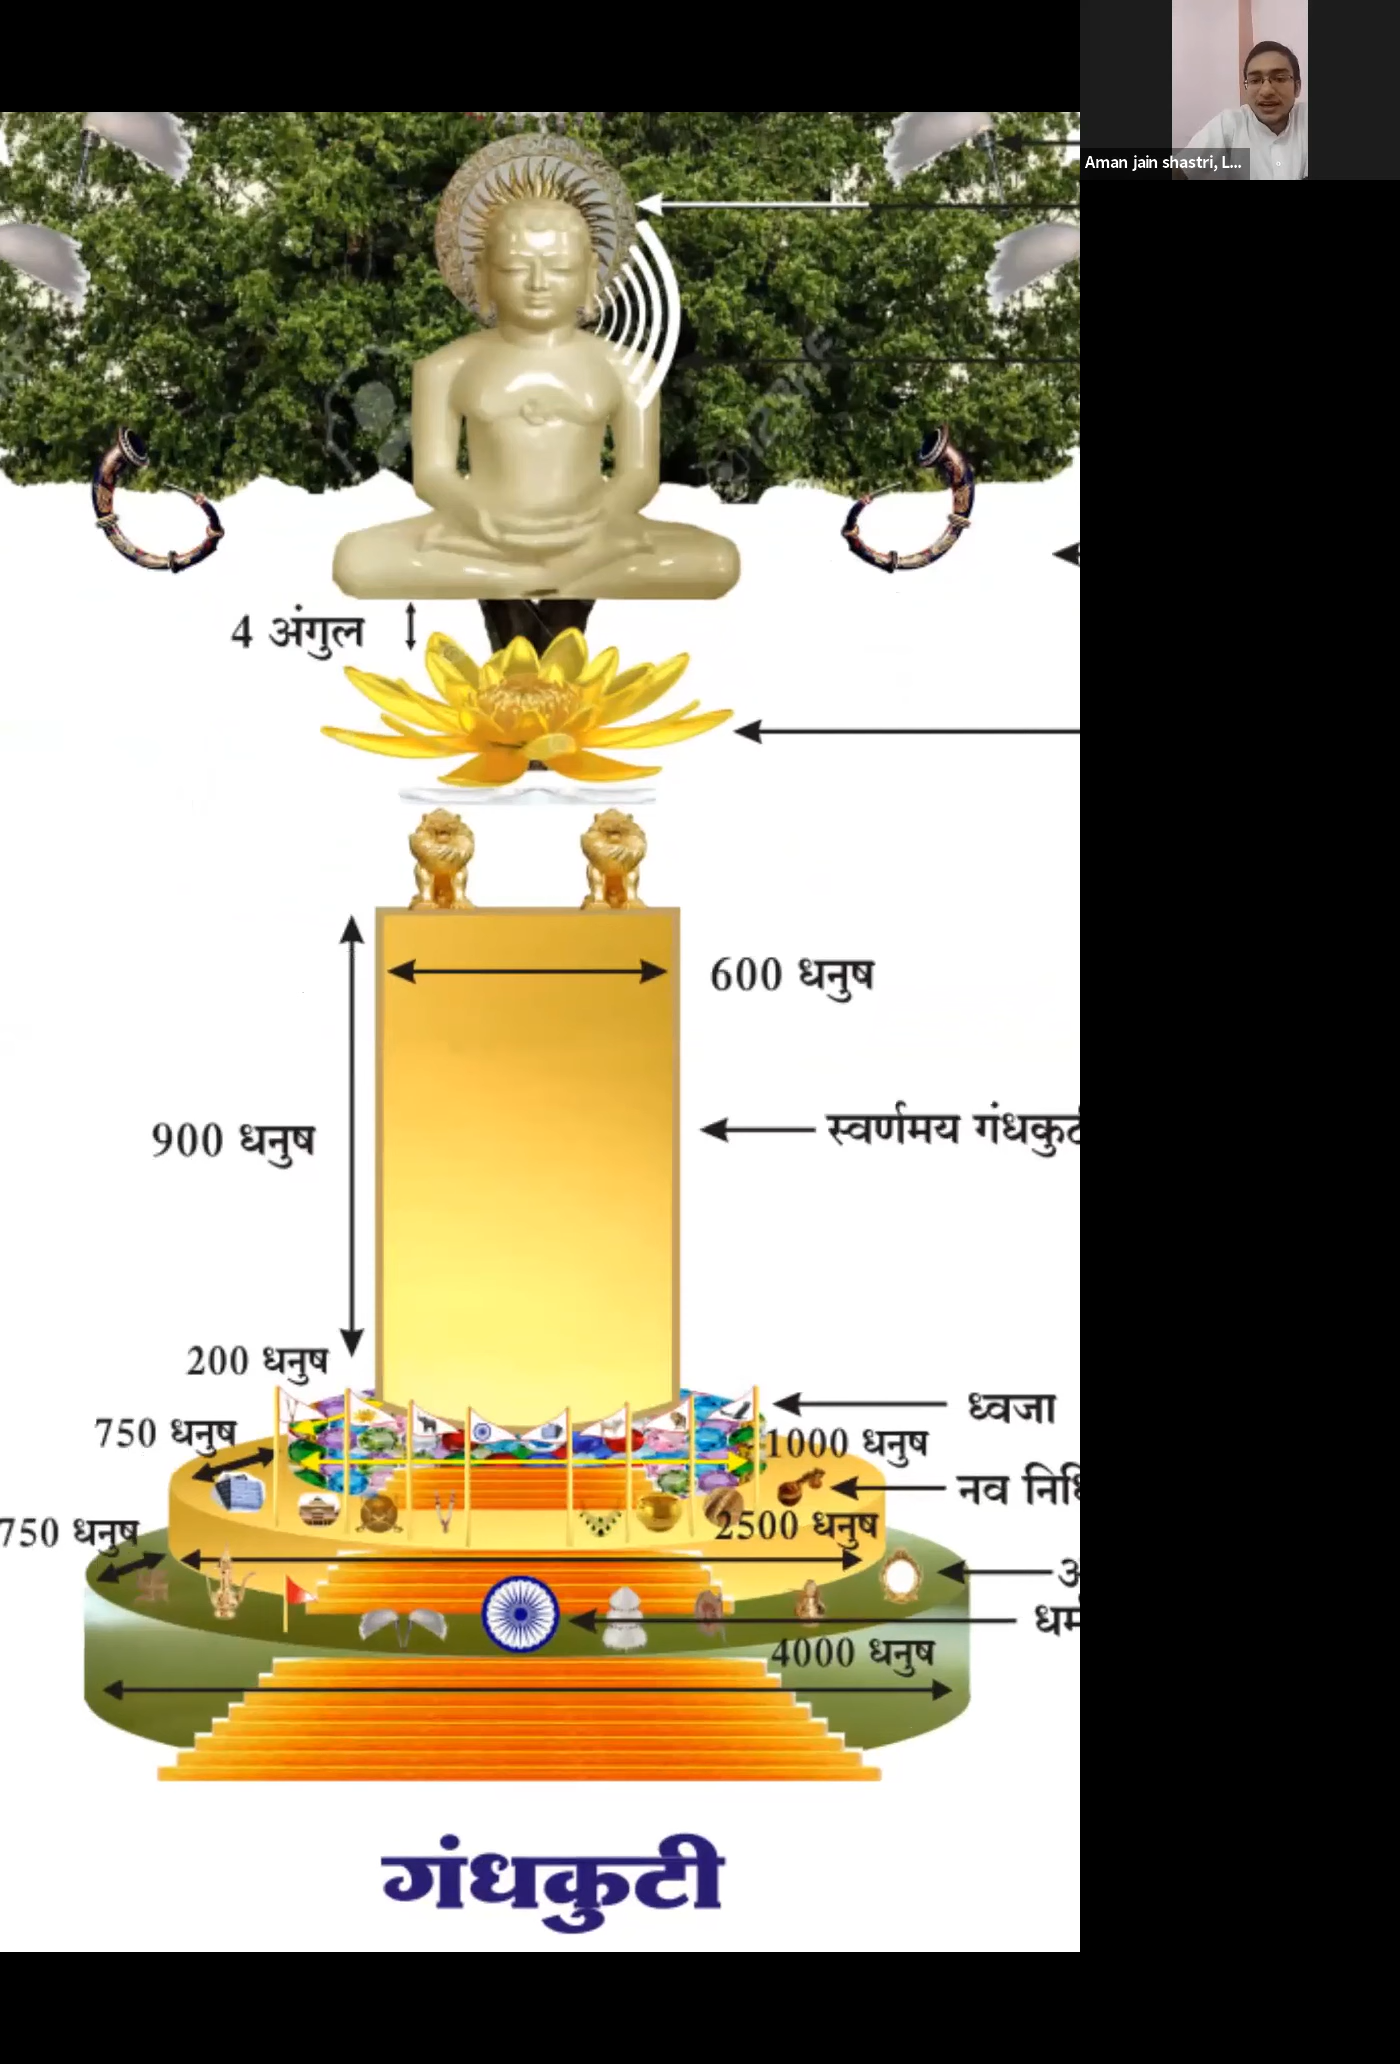 Aman jain shastri, L...
4 अंगुल
600 धनुष
900 धनुष
स्वर्णमय गंधकुटी
200 धनुष
ध्वजा
750 धनुष
1000 धनुष
नव निधि
750 धनुष
2500 धनुष
4000 धनुष
गंधकुटी